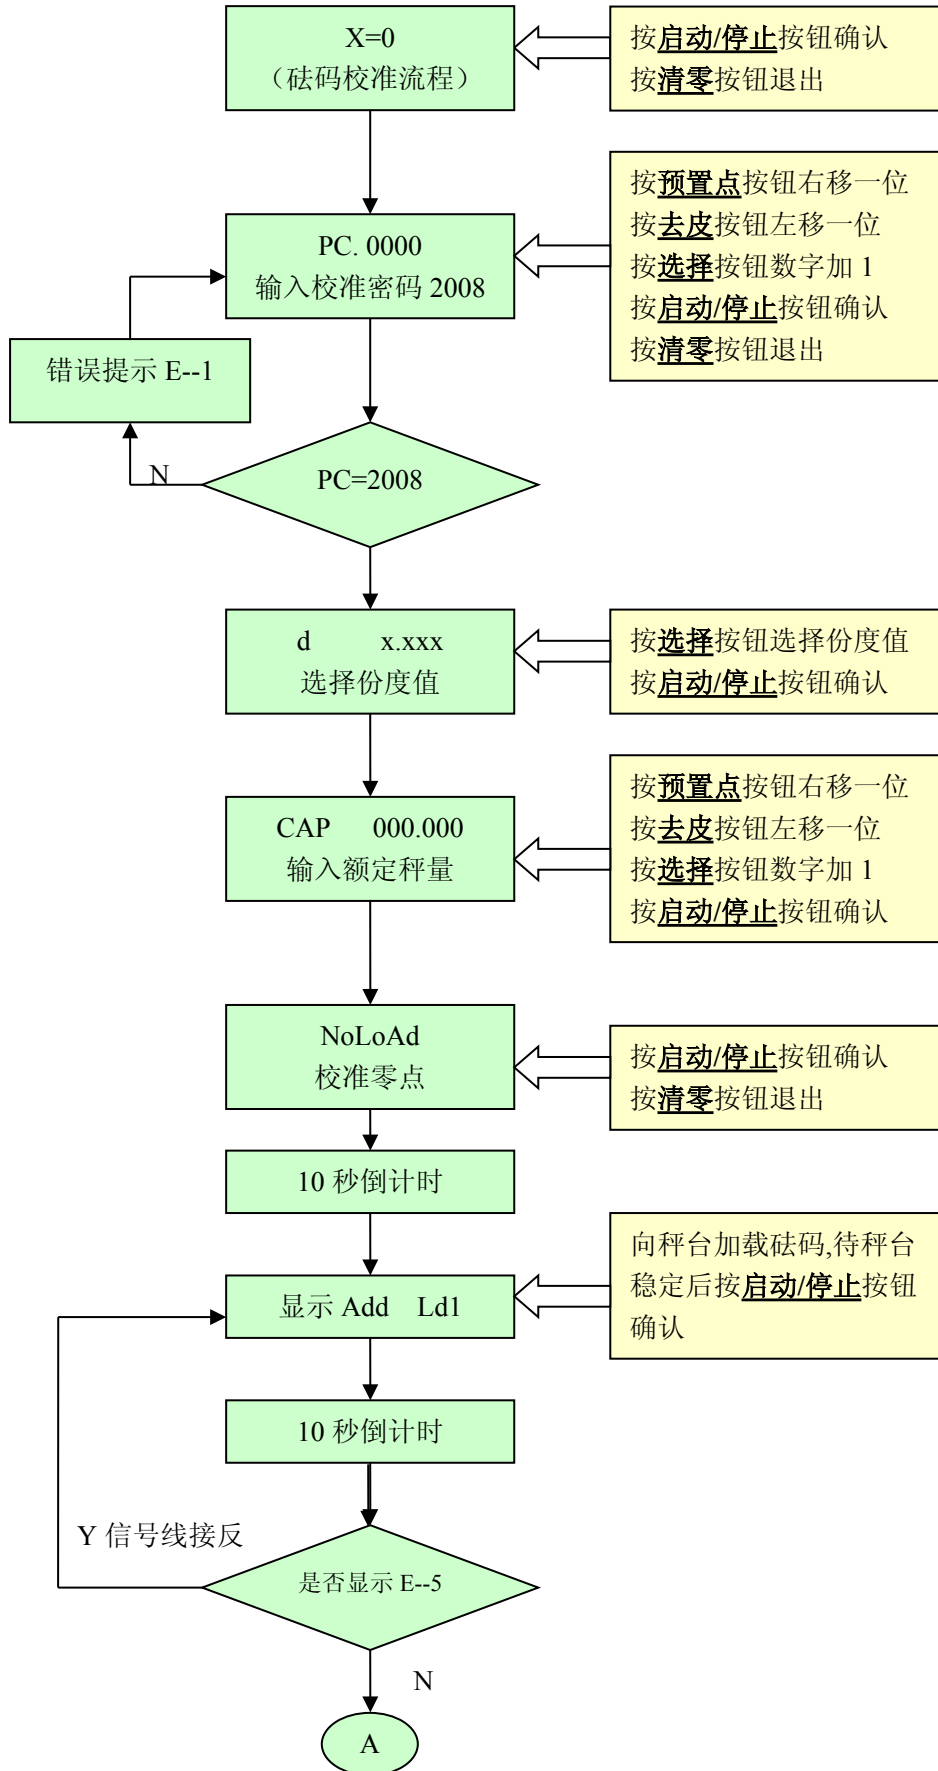 X=0
（砝码校准流程）
按启动/停止按钮确认
按清零按钮退出
PC. 0000
输入校准密码 2008
按预置点按钮右移一位
按去皮按钮左移一位
按选择按钮数字加 1
按启动/停止按钮确认
按清零按钮退出
错误提示 E--1
N
PC=2008
d x.xxx
选择份度值
按选择按钮选择份度值
按启动/停止按钮确认
CAP 000.000
输入额定秤量
按预置点按钮右移一位
按去皮按钮左移一位
按选择按钮数字加 1
按启动/停止按钮确认
NoLoAd
校准零点
按启动/停止按钮确认
按清零按钮退出
10 秒倒计时
显示 Add Ld1
向秤台加载砝码,待秤台
稳定后按启动/停止按钮
确认
10 秒倒计时
Y 信号线接反
是否显示 E--5
N
A